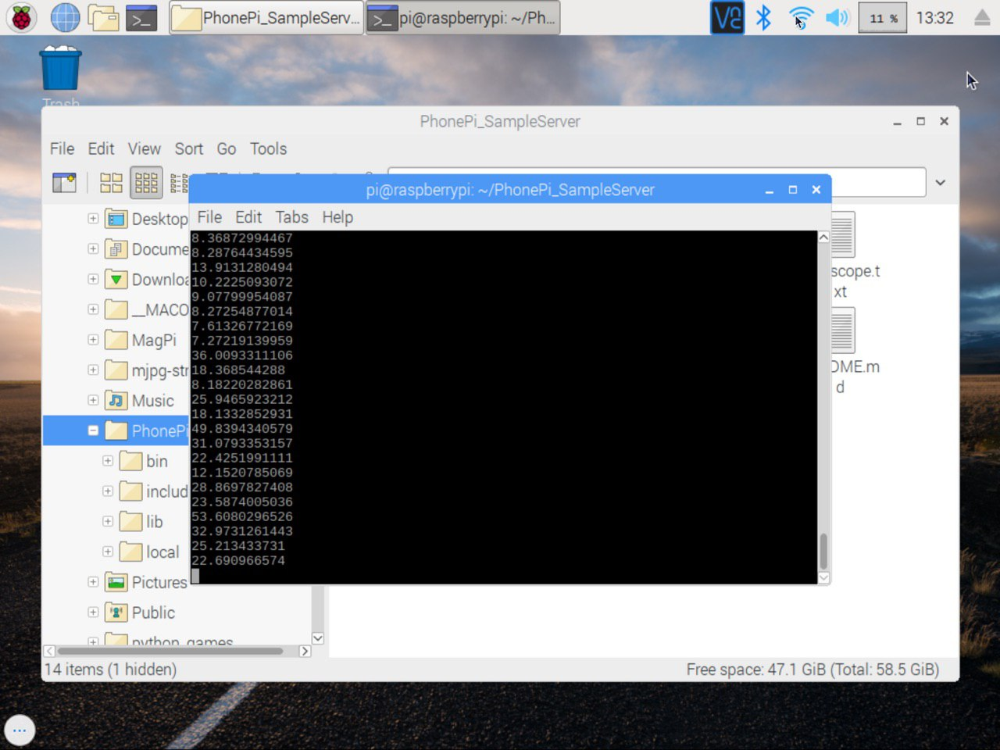 PhonePi_SampleServ...
pi@raspberrypi: ~/Ph...
11 %
13:32
Trash
PhonePi_SampleServer
File Edit View Sort Go Tools
pi@raspberrypi: ~/PhonePi_SampleServer
File Edit Tabs Help
Desktop
Docume
Downloa
__MACO
MagPi
mjpg-str
Music
PhonePi
bin
includ
lib
local
Pictures
Public
python_games
8.36872994467
8.28764434595
13.9131280494
10.2225093072
9.07799954087
8.27254877014
7.61326772169
7.27219139959
36.0093311106
18.368544288
8.18220282861
25.9465923212
18.1332852931
49.8394340579
31.0793353157
22.4251991111
12.1520785069
28.8697827408
23.5874005036
53.6080296526
32.9731261443
25.213433731
22.690966574
scope.t
xt
OME.m
d
14 items (1 hidden)
Free space: 47.1 GiB (Total: 58.5 GiB)